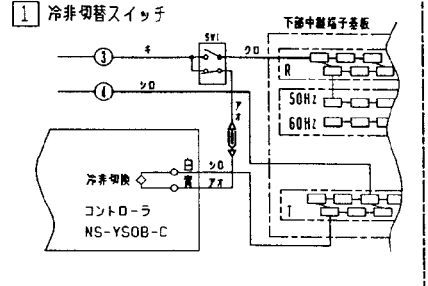 1 冷非切替スイッチ
下部中継端子基板
SW1
③ キ クロ
R
④ シロ
50Hz
アオ
60Hz
白 シロ
冷非切換
青 アオ
コントローラ
NS-YSOB-C
T